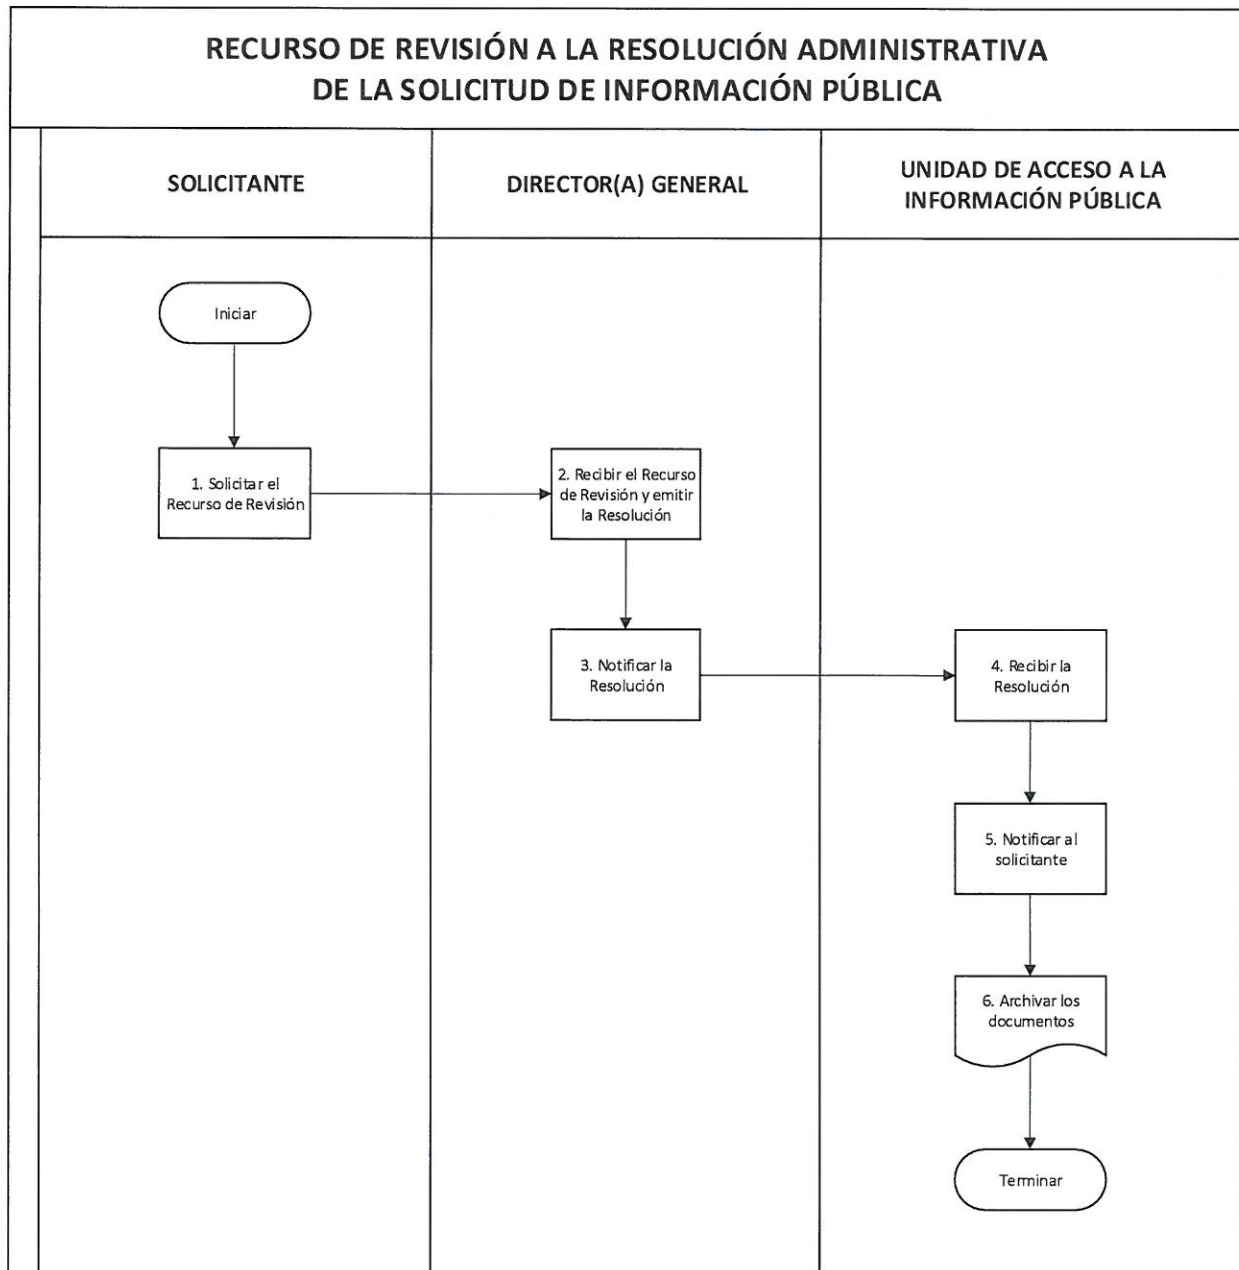 RECURSO DE REVISIÓN A LA RESOLUCIÓN ADMINISTRATIVA
DE LA SOLICITUD DE INFORMACIÓN PÚBLICA
SOLICITANTE
DIRECTOR(A) GENERAL
UNIDAD DE ACCESO A LA
INFORMACIÓN PÚBLICA
Iniciar
1. Solicitar el
Recurso de Revisión
2. Recibir el Recurso
de Revisión y emitir
la Resolución
3. Notificar la
Resolución
4. Recibir la
Resolución
5. Notificar al
solicitante
6. Archivar los
documentos
Terminar